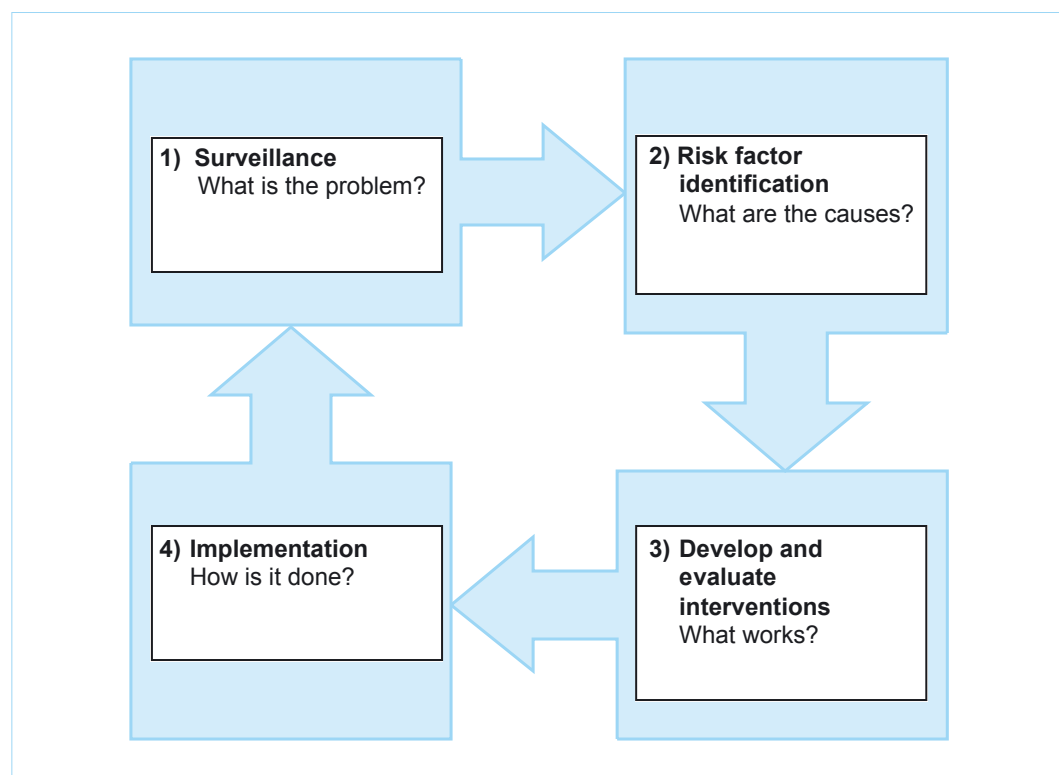 1) Surveillance
What is the problem?
2) Risk factor
identification
What are the causes?
3) Develop and
evaluate
interventions
What works?
4) Implementation
How is it done?